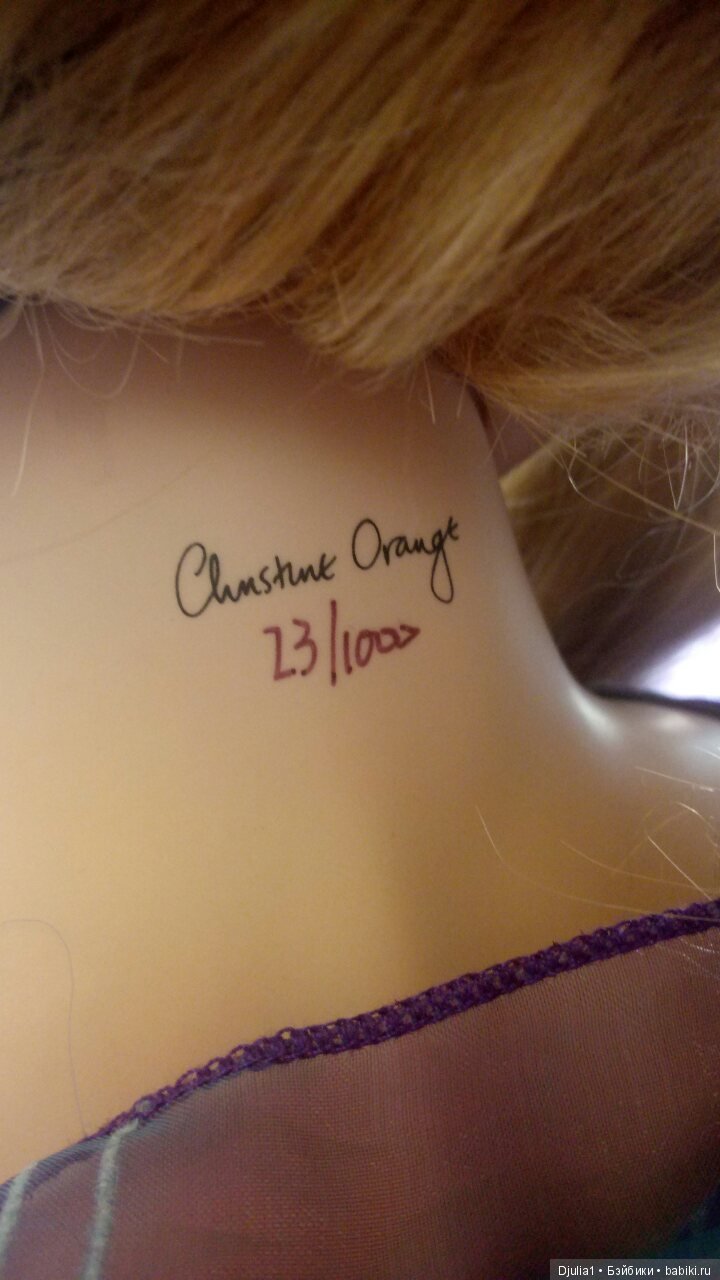 Christine Orange
23/1000
Djulia1 • Бэйбики • babiki.ru